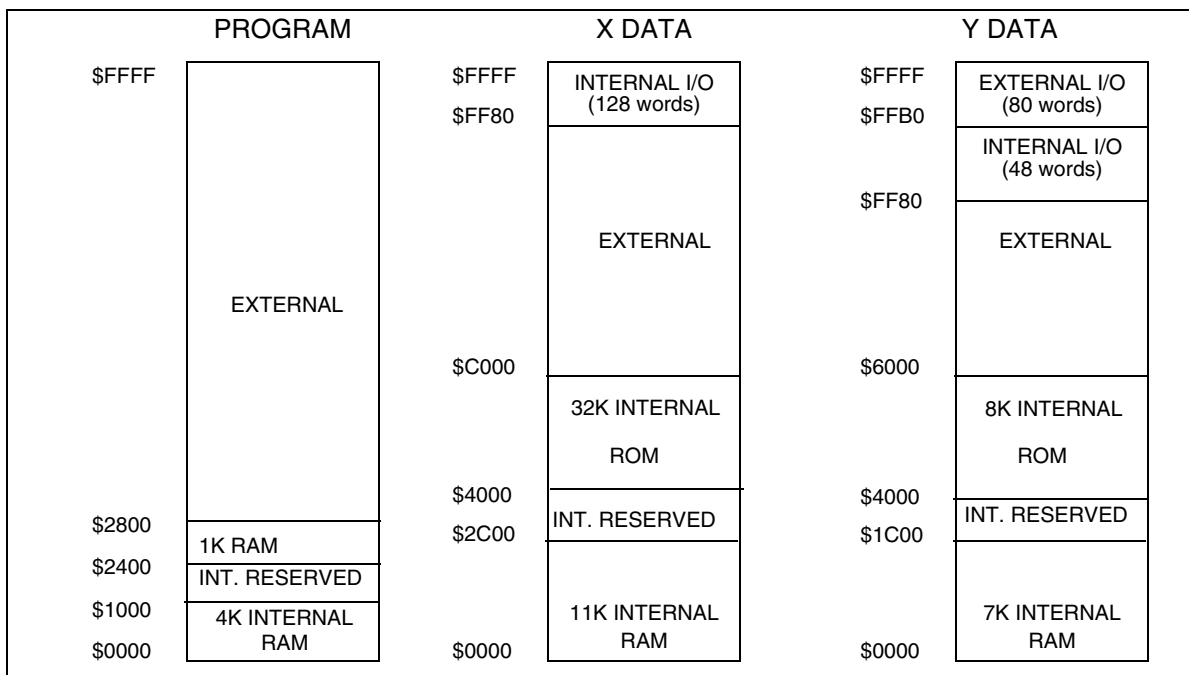 PROGRAM
$FFFF
EXTERNAL
$2800
1K RAM
$2400
INT. RESERVED
$1000
4K INTERNAL
RAM
$0000
X DATA
$FFFF
INTERNAL I/O
(128 words)
$FF80
EXTERNAL
$C000
32K INTERNAL
ROM
$4000
INT. RESERVED
$2C00
11K INTERNAL
RAM
$0000
Y DATA
$FFFF
EXTERNAL I/O
(80 words)
$FFB0
INTERNAL I/O
(48 words)
$FF80
EXTERNAL
$6000
8K INTERNAL
ROM
$4000
INT. RESERVED
$1C00
7K INTERNAL
RAM
$0000